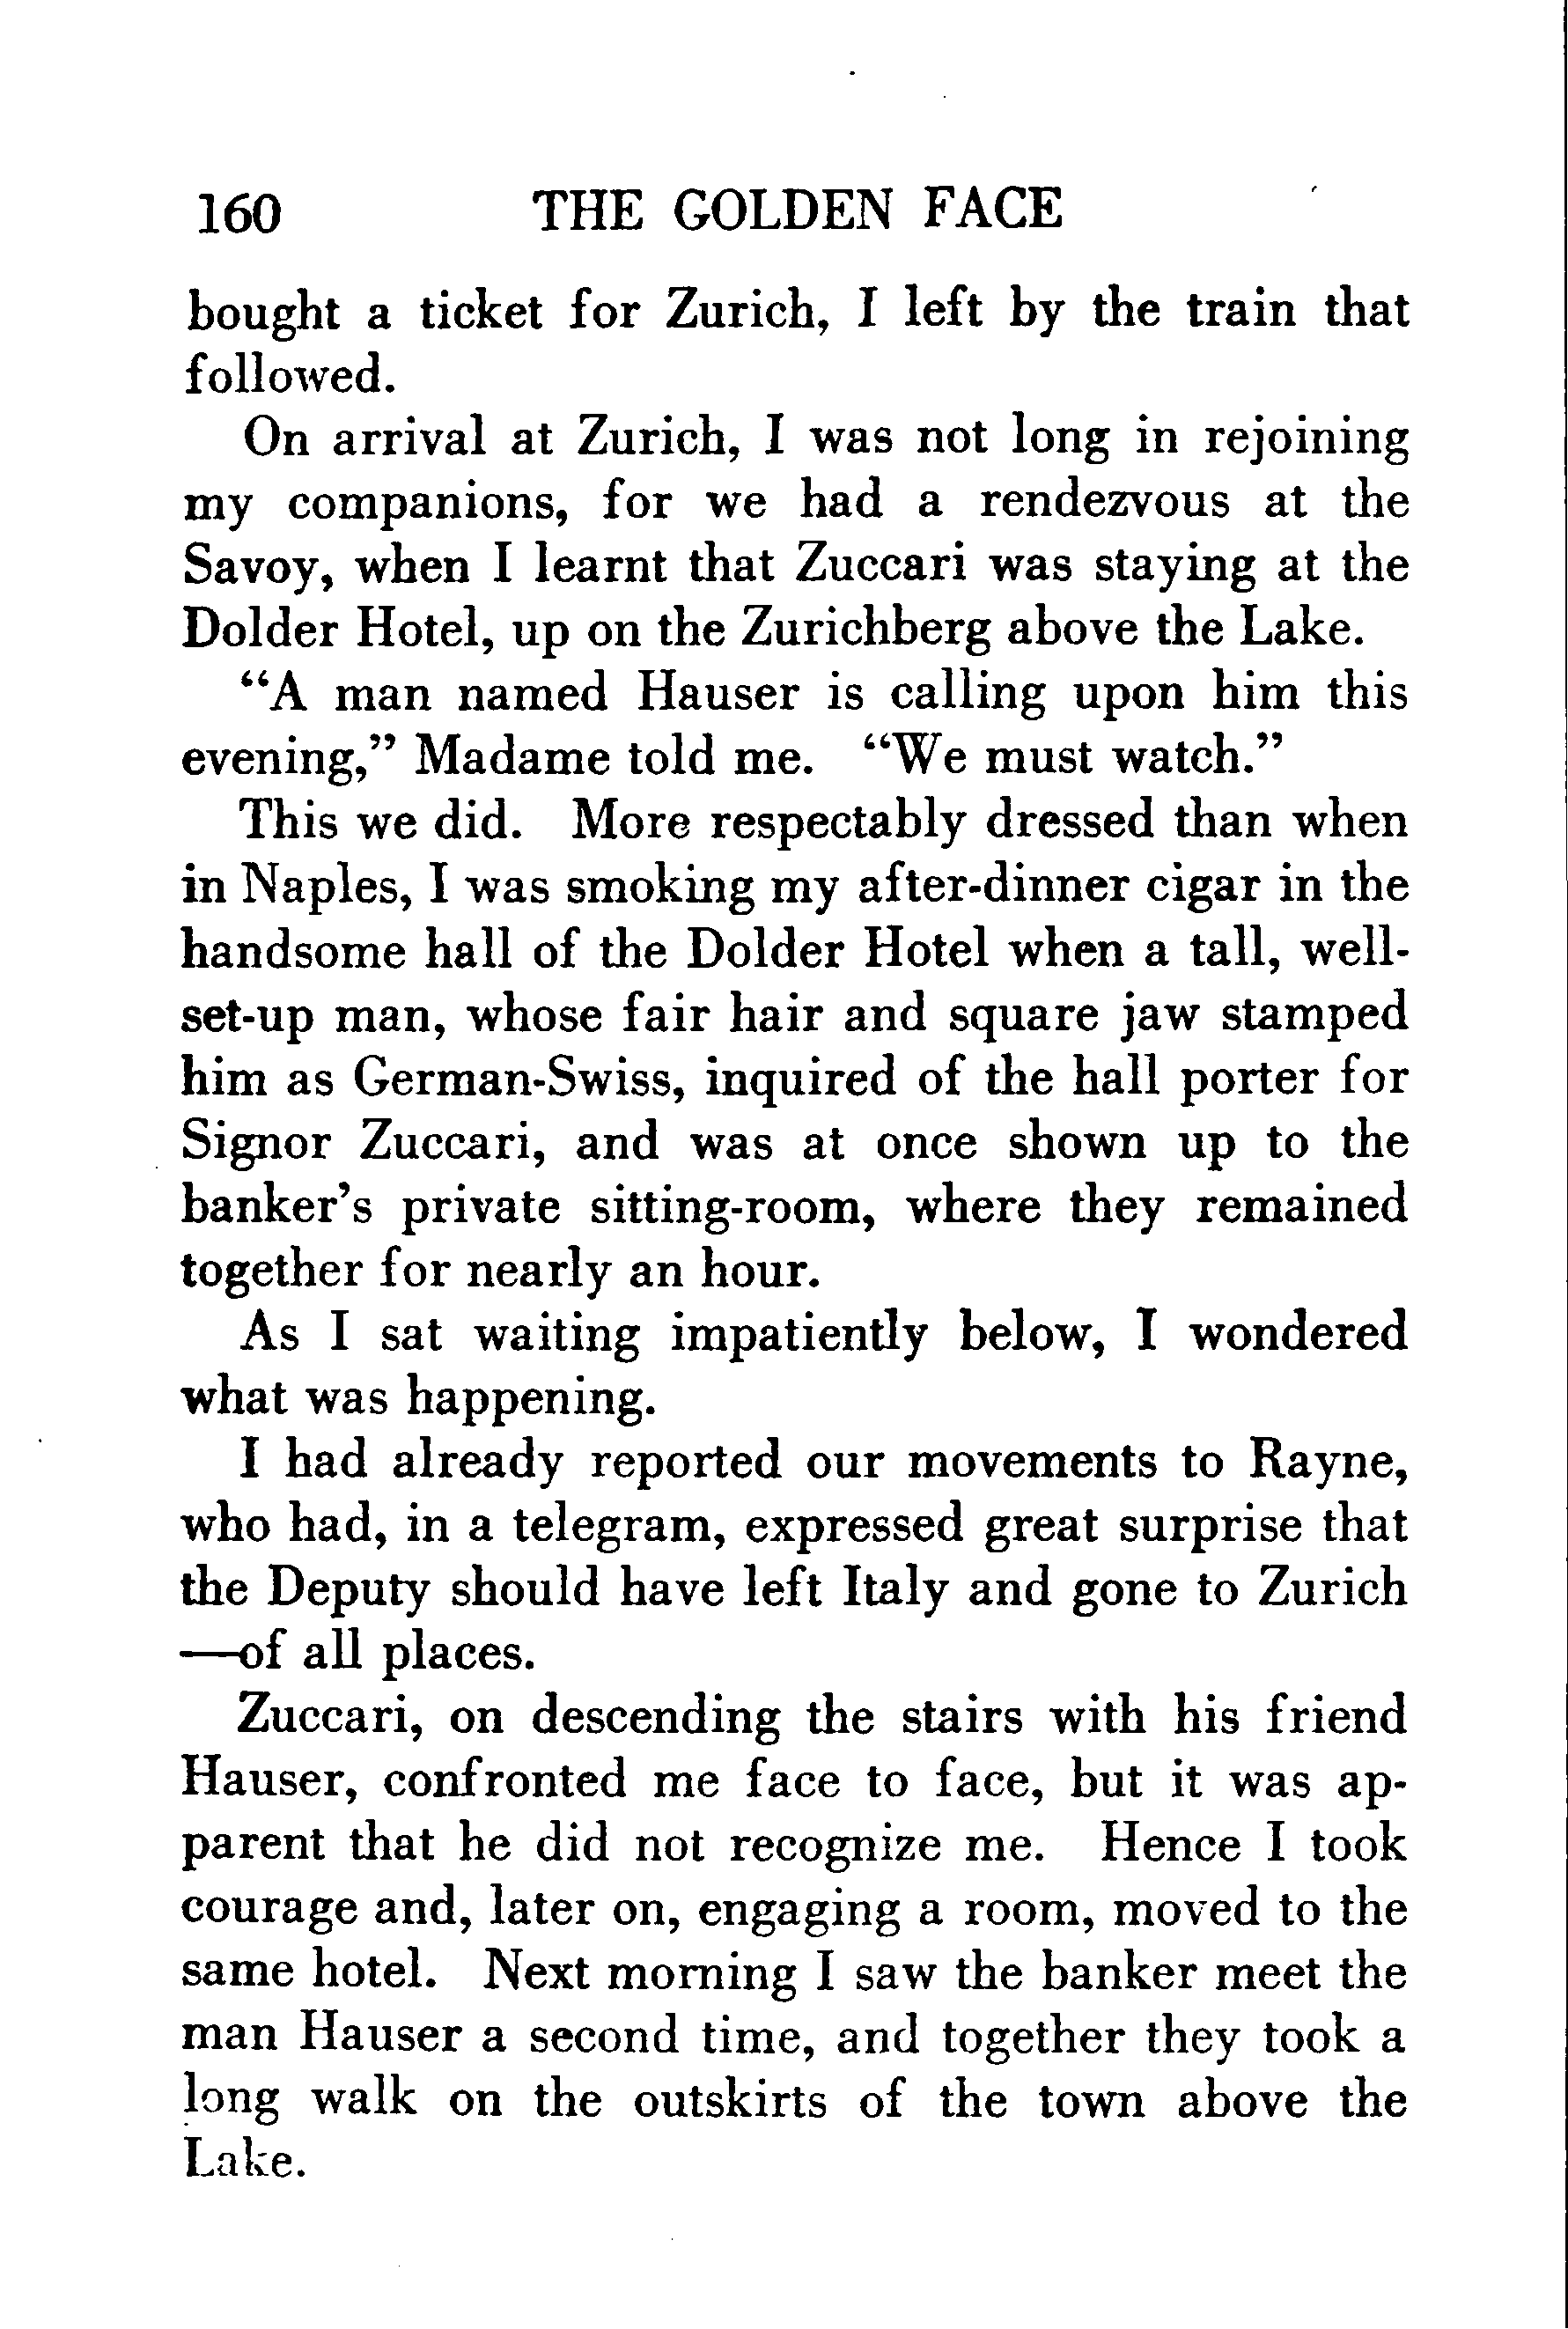 160 THE GOLDEN FACE
bought a ticket for Zurich, I left by the train that
followed.
On arrival at Zurich, I was not long in rejoining
my companions, for we had a rendezvous at the
Savoy, when I learnt that Zuccari was staying at the
Dolder Hotel, up on the Zurichberg above the Lake.
“A man named Hauser is calling upon him this
evening,” Madame told me. “We must watch.”
This we did. More respectably dressed than when
in Naples, I was smoking my after-dinner cigar in the
handsome hall of the Dolder Hotel when a tall, well-
set-up man, whose fair hair and square jaw stamped
him as German-Swiss, inquired of the hall porter for
Signor Zuccari, and was at once shown up to the
banker’s private sitting-room, where they remained
together for nearly an hour.
As I sat waiting impatiently below, I wondered
what was happening.
I had already reported our movements to Rayne,
who had, in a telegram, expressed great surprise that
the Deputy should have left Italy and gone to Zurich
—of all places.
Zuccari, on descending the stairs with his friend
Hauser, confronted me face to face, but it was ap-
parent that he did not recognize me. Hence I took
courage and, later on, engaging a room, moved to the
same hotel. Next morning I saw the banker meet the
man Hauser a second time, and together they took a
long walk on the outskirts of the town above the
Lake.